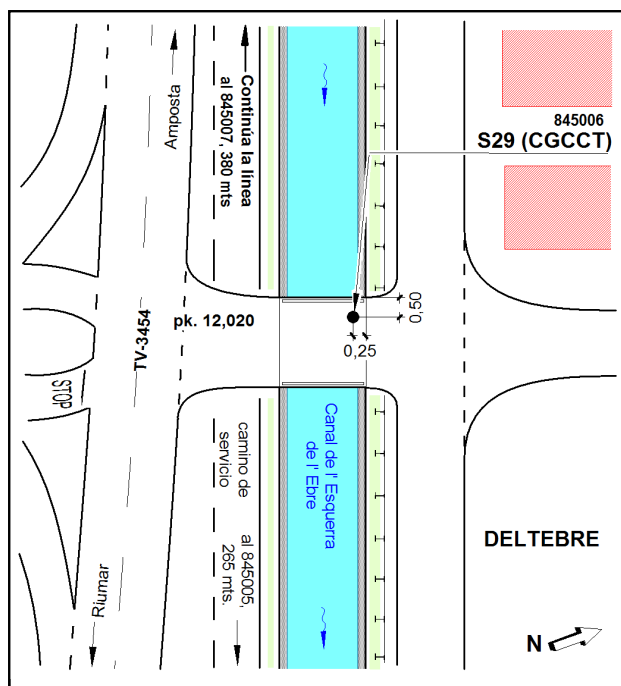 Amposta
Continúa la línea
al 845007, 380 mts
845006
S29 (CGCCT)
TV-3454
pk. 12,020
0,50
0,25
STOP
Canal de l' Esquerra
de l' Ebre
camino de
servicio
al 845005,
265 mts.
Riumar
DELTEBRE
N